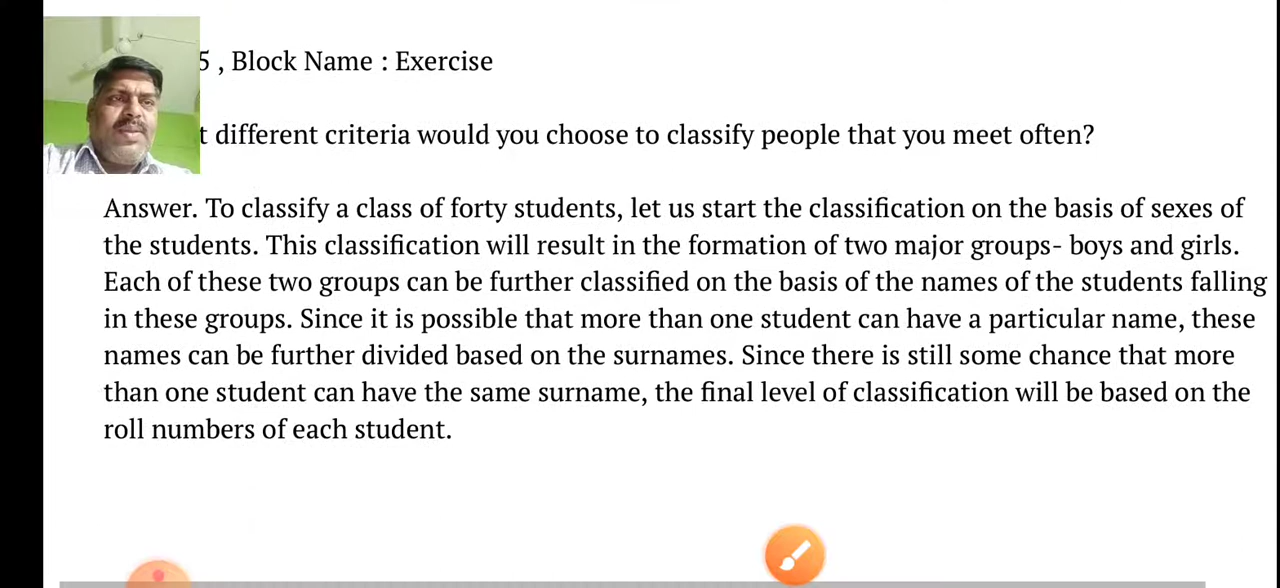 5 , Block Name : Exercise
t different criteria would you choose to classify people that you meet often?
Answer. To classify a class of forty students, let us start the classification on the basis of sexes of
the students. This classification will result in the formation of two major groups- boys and girls.
Each of these two groups can be further classified on the basis of the names of the students falling
in these groups. Since it is possible that more than one student can have a particular name, these
names can be further divided based on the surnames. Since there is still some chance that more
than one student can have the same surname, the final level of classification will be based on the
roll numbers of each student.